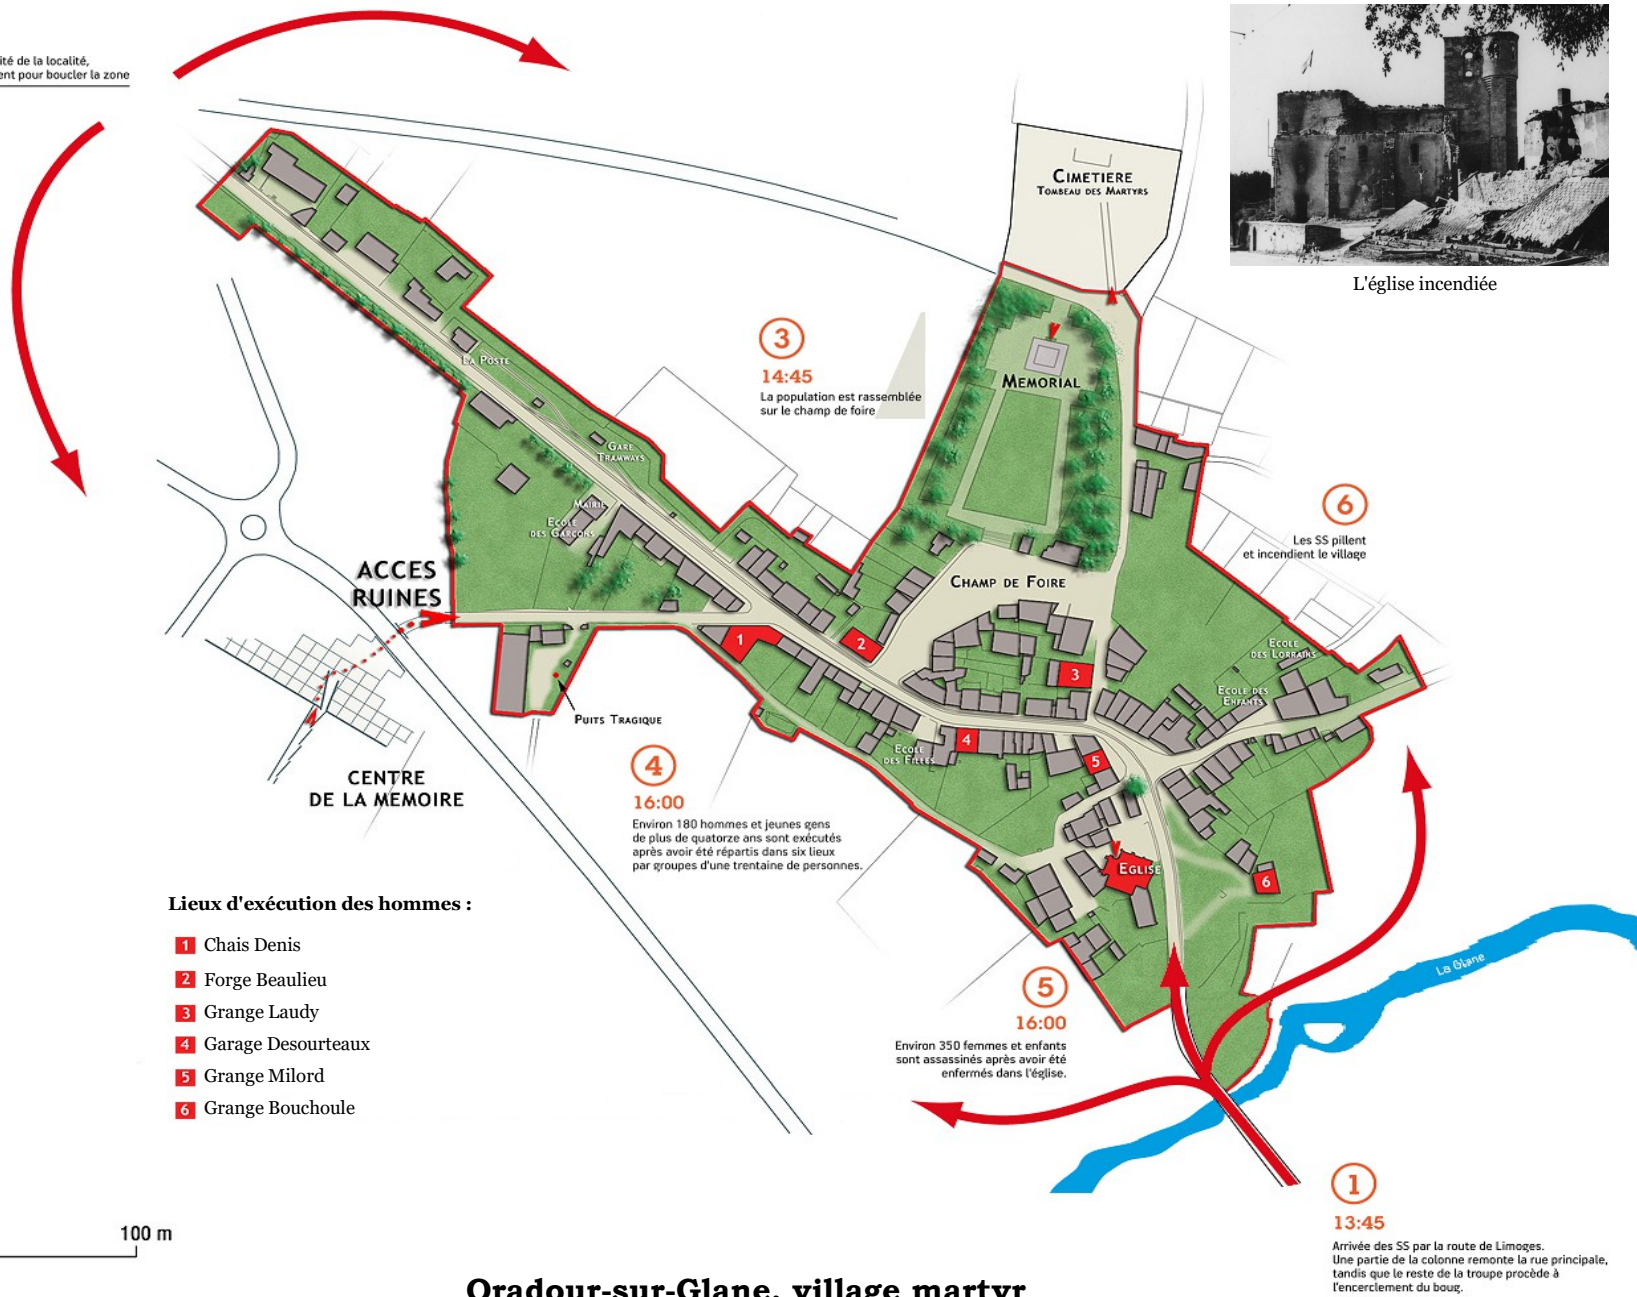 ité de la localité,
ent pour boucler la zone
L'église incendiée
CIMETIERE
TOMBEAU DES MARTYRS
3
14:45
La population est rassemblée
sur le champ de foire
MEMORIAL
LA POSTE
GARE
TRAMWAYS
MAIRIE
ECOLE
DES GARÇONS
6
Les SS pillent
et incendient le village
ACCES
RUINES
CHAMP DE FOIRE
1
2
3
ECOLE
DES LORRAINS
ECOLE DES
ENFANTS
PUITS TRAGIQUE
4
ECOLE
DES FILLES
5
4
16:00
Environ 180 hommes et jeunes gens
de plus de quatorze ans sont exécutés
après avoir été répartis dans six lieux
par groupes d'une trentaine de personnes.
CENTRE
DE LA MEMOIRE
EGLISE
6
Lieux d'exécution des hommes :
1 Chais Denis
2 Forge Beaulieu
3 Grange Laudy
4 Garage Desourteaux
5 Grange Milord
6 Grange Bouchoule
5
16:00
Environ 350 femmes et enfants
sont assassinés après avoir été
enfermés dans l'église.
La Glane
1
13:45
Arrivée des SS par la route de Limoges.
Une partie de la colonne remonte la rue principale,
tandis que le reste de la troupe procède à
l'encerclement du boug.
100 m
Oradour-sur-Glane, village martyr